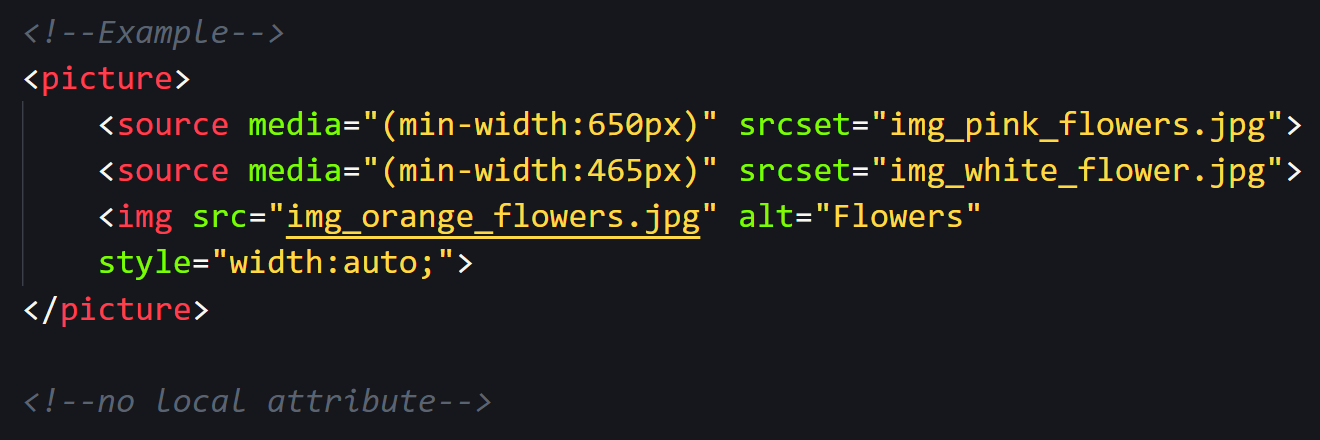 <!--Example-->
<picture>
    <source media="(min-width:650px)" srcset="img_pink_flowers.jpg">
    <source media="(min-width:465px)" srcset="img_white_flower.jpg">
    <img src="img_orange_flowers.jpg" alt="Flowers"
    style="width:auto;">
</picture>

<!--no local attribute-->